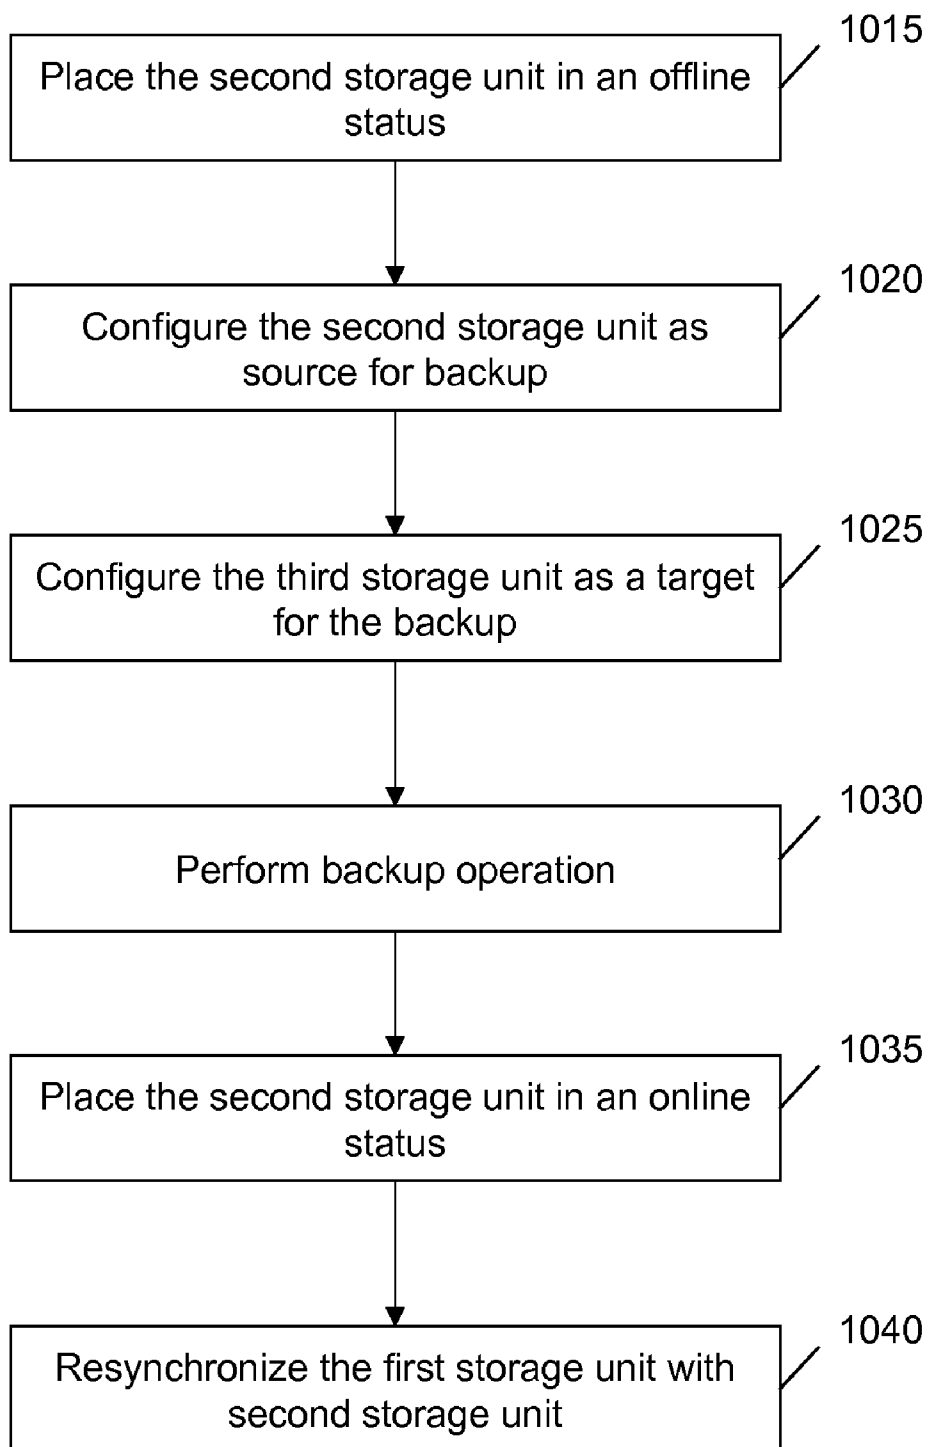 1015
Place the second storage unit in an offline
status
1020
Configure the second storage unit as
source for backup
1025
Configure the third storage unit as a target
for the backup
1030
Perform backup operation
1035
Place the second storage unit in an online
status
1040
Resynchronize the first storage unit with
second storage unit